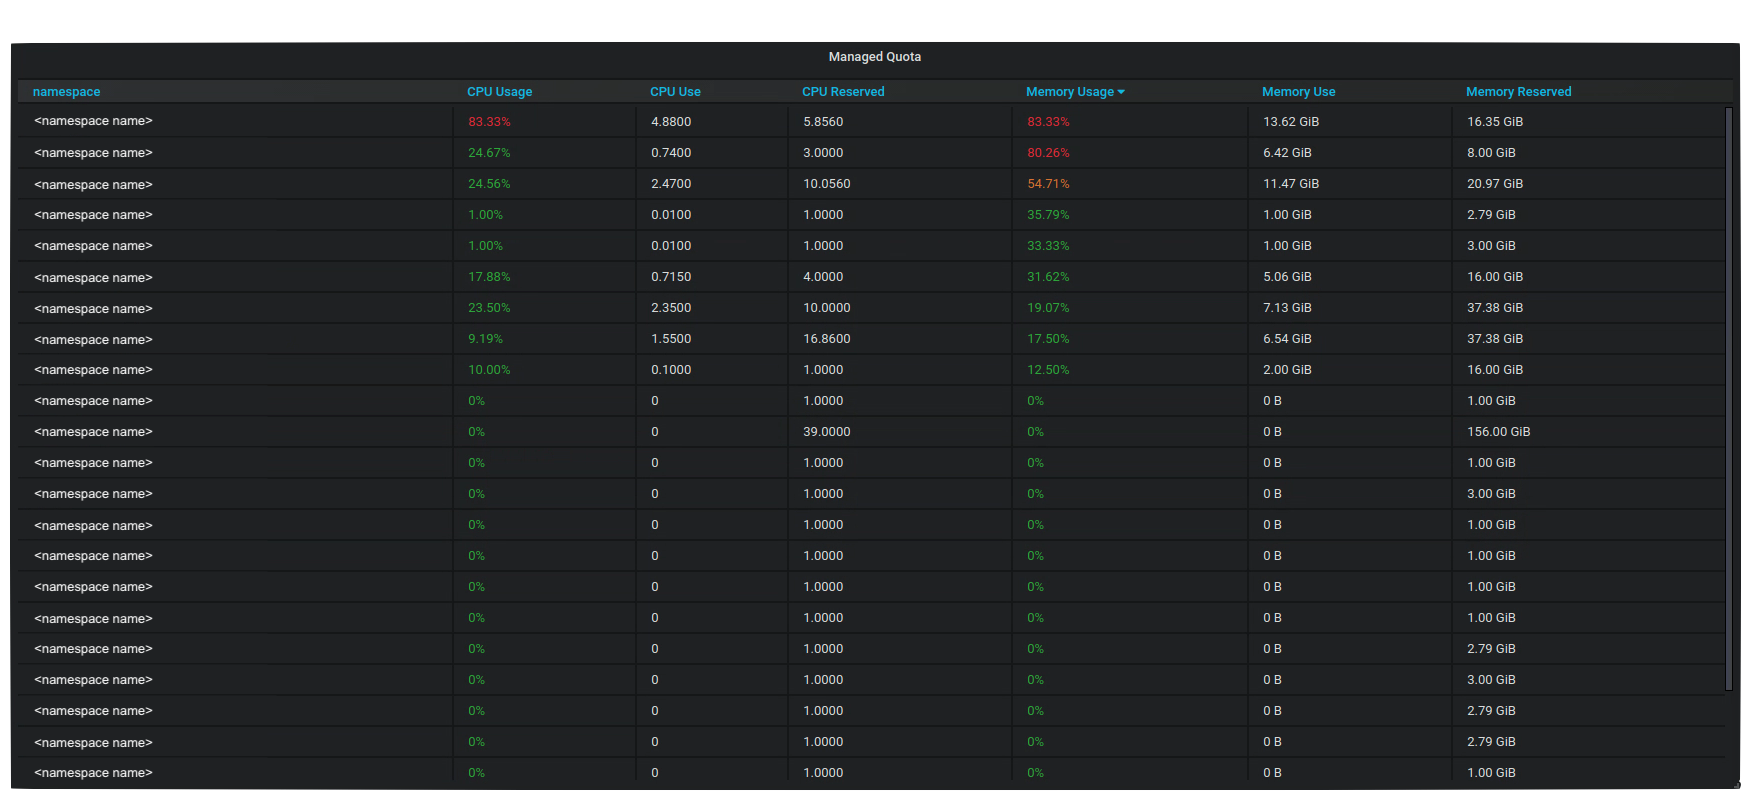 Managed Quota
namespace CPU Usage CPU Use CPU Reserved Memory Usage Memory Use Memory Reserved
<namespace name> 83.33% 4.8800 5.8560 83.33% 13.62 GiB 16.35 GiB
<namespace name> 24.67% 0.7400 3.0000 80.26% 6.42 GiB 8.00 GiB
<namespace name> 24.56% 2.4700 10.0560 54.71% 11.47 GiB 20.97 GiB
<namespace name> 1.00% 0.0100 1.0000 35.79% 1.00 GiB 2.79 GiB
<namespace name> 1.00% 0.0100 1.0000 33.33% 1.00 GiB 3.00 GiB
<namespace name> 17.88% 0.7150 4.0000 31.62% 5.06 GiB 16.00 GiB
<namespace name> 23.50% 2.3500 10.0000 19.07% 7.13 GiB 37.38 GiB
<namespace name> 9.19% 1.5500 16.8600 17.50% 6.54 GiB 37.38 GiB
<namespace name> 10.00% 0.1000 1.0000 12.50% 2.00 GiB 16.00 GiB
<namespace name> 0% 0 1.0000 0% 0 B 1.00 GiB
<namespace name> 0% 0 39.0000 0% 0 B 156.00 GiB
<namespace name> 0% 0 1.0000 0% 0 B 1.00 GiB
<namespace name> 0% 0 1.0000 0% 0 B 3.00 GiB
<namespace name> 0% 0 1.0000 0% 0 B 1.00 GiB
<namespace name> 0% 0 1.0000 0% 0 B 1.00 GiB
<namespace name> 0% 0 1.0000 0% 0 B 1.00 GiB
<namespace name> 0% 0 1.0000 0% 0 B 1.00 GiB
<namespace name> 0% 0 1.0000 0% 0 B 2.79 GiB
<namespace name> 0% 0 1.0000 0% 0 B 3.00 GiB
<namespace name> 0% 0 1.0000 0% 0 B 2.79 GiB
<namespace name> 0% 0 1.0000 0% 0 B 2.79 GiB
<namespace name> 0% 0 1.0000 0% 0 B 1.00 GiB